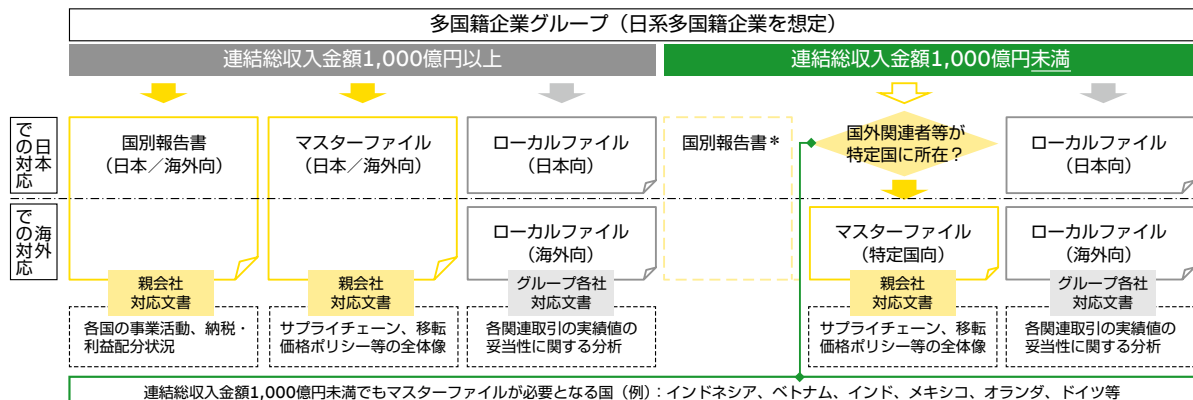 多国籍企業グループ（日系多国籍企業を想定）
連結総収入金額1,000億円以上
連結総収入金額1,000億円未満
日本
での対応
国別報告書
（日本／海外向）
マスターファイル
（日本／海外向）
ローカルファイル
（日本向）
国別報告書＊
国外関連者等が
特定国に所在？
ローカルファイル
（日本向）
海外
での対応
ローカルファイル
（海外向）
マスターファイル
（特定国向）
ローカルファイル
（海外向）
親会社
対応文書
親会社
対応文書
グループ各社
対応文書
親会社
対応文書
グループ各社
対応文書
各国の事業活動、納税・
利益配分状況
サプライチェーン、移転
価格ポリシー等の全体像
各関連取引の実績値の
妥当性に関する分析
サプライチェーン、移転
価格ポリシー等の全体像
各関連取引の実績値の
妥当性に関する分析
連結総収入金額1,000億円未満でもマスターファイルが必要となる国（例）：インドネシア、ベトナム、インド、メキシコ、オランダ、ドイツ等